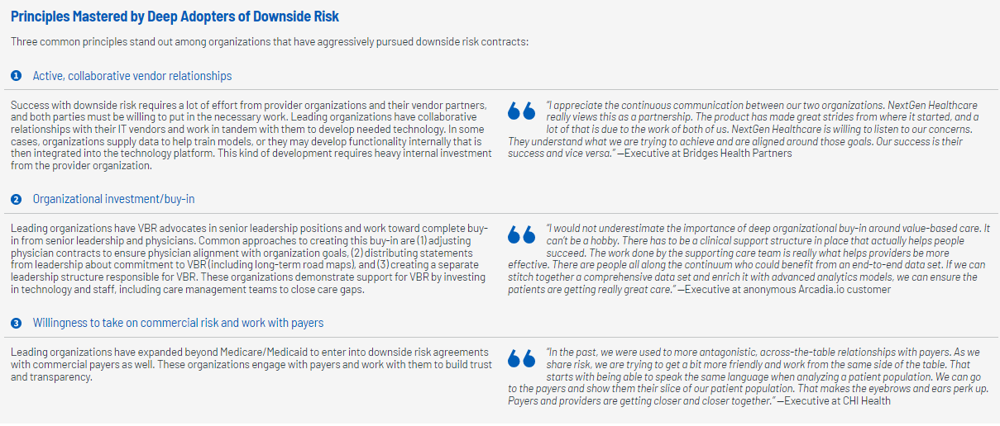 Principles Mastered by Deep Adopters of Downside Risk
Three common principles stand out among organizations that have aggressively pursued downside risk contracts:
1 Active, collaborative vendor relationships
Success with downside risk requires a lot of effort from provider organizations and their vendor partners,
and both parties must be willing to put in the necessary work. Leading organizations have collaborative
relationships with their IT vendors and work in tandem with them to develop needed technology. In some
cases, organizations supply data to help train models, or they may develop functionality internally that is
then integrated into the technology platform. This kind of development requires heavy internal investment
from the provider organization.
“I appreciate the continuous communication between our two organizations. NextGen Healthcare
really views this as a partnership. The product has made great strides from where it started, and a
lot of that is due to the work of both of us. NextGen Healthcare is willing to listen to our concerns.
They understand what we are trying to achieve and are aligned around those goals. Our success is their
success and vice versa.” —Executive at Bridges Health Partners
2 Organizational investment/buy-in
Leading organizations have VBR advocates in senior leadership positions and work toward complete buy-
in from senior leadership and physicians. Common approaches to creating this buy-in are (1) adjusting
physician contracts to ensure physician alignment with organization goals, (2) distributing statements
from leadership about commitment to VBR (including long-term road maps), and (3) creating a separate
leadership structure responsible for VBR. These organizations demonstrate support for VBR by investing
in technology and staff, including care management teams to close care gaps.
“I would not underestimate the importance of deep organizational buy-in around value-based care. It
can’t be a hobby. There has to be a clinical support structure in place that actually helps people
succeed. The work done by the supporting care team is really what helps providers be more
effective. There are people all along the continuum who could benefit from an end-to-end data set. If we can
stitch together a comprehensive data set and enrich it with advanced analytics models, we can ensure the
patients are getting really great care.” —Executive at anonymous Arcadia.io customer
3 Willingness to take on commercial risk and work with payers
Leading organizations have expanded beyond Medicare/Medicaid to enter into downside risk agreements
with commercial payers as well. These organizations engage with payers and work with them to build trust
and transparency.
“In the past, we were used to more antagonistic, across-the-table relationships with payers. As we
share risk, we are trying to get a bit more friendly and work from the same side of the table. That
starts with being able to speak the same language when analyzing a patient population. We can go
to the payers and show them their slice of our patient population. That makes the eyebrows and ears perk up.
Payers and providers are getting closer and closer together.” —Executive at CHI Health